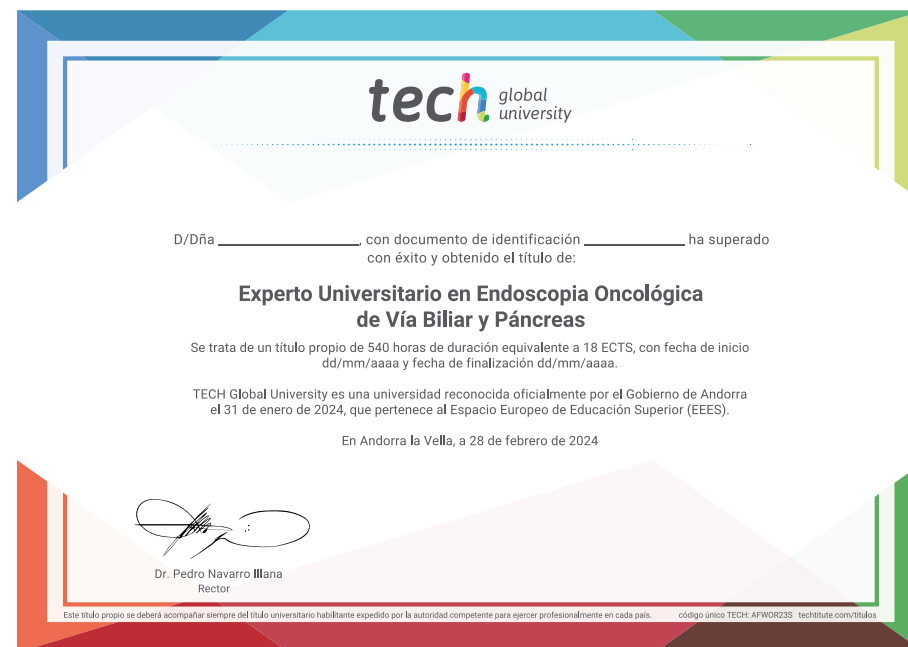 tech global university
D/Dña ____________________, con documento de identificación ______________ ha superado
con éxito y obtenido el título de:
Experto Universitario en Endoscopia Oncológica
de Vía Biliar y Páncreas
Se trata de un título propio de 540 horas de duración equivalente a 18 ECTS, con fecha de inicio
dd/mm/aaaa y fecha de finalización dd/mm/aaaa.
TECH Global University es una universidad reconocida oficialmente por el Gobierno de Andorra
el 31 de enero de 2024, que pertenece al Espacio Europeo de Educación Superior (EEES).
En Andorra la Vella, a 28 de febrero de 2024
Dr. Pedro Navarro Illana
Rector
Este título propio se deberá acompañar siempre del título universitario habilitante expedido por la autoridad competente para ejercer profesionalmente en cada país. código único TECH: AFWOR23S techtitute.com/titulos